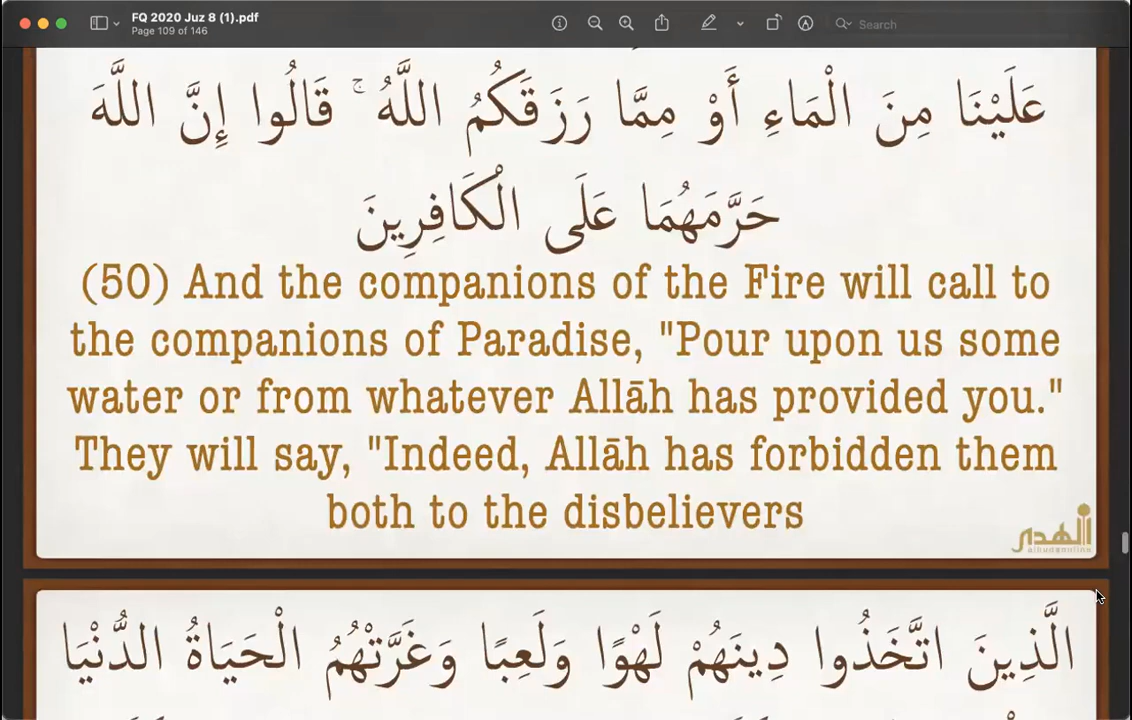 FQ 2020 Juz 8 (1).pdf
Page 109 of 146
Search
عَلَيْنَا مِنَ الْمَاءِ أَوْ مِمَّا رَزَقَكُمُ اللَّهُ ۚ قَالُوا إِنَّ اللَّهَ
حَرَّمَهُمَا عَلَى الْكَافِرِينَ
(50) And the companions of the Fire will call to
the companions of Paradise, "Pour upon us some
water or from whatever Allāh has provided you."
They will say, "Indeed, Allāh has forbidden them
both to the disbelievers
الهدى
alhudaonline
الَّذِينَ اتَّخَذُوا دِينَهُمْ لَهْوًا وَلَعِبًا وَغَرَّتْهُمُ الْحَيَاةُ الدُّنْيَا